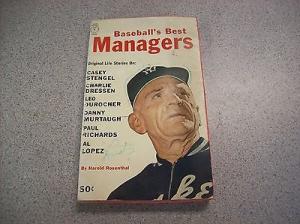 Baseball's Best
Managers
Original Life Stories On:
CASEY
STENGEL
CHARLIE
DRESSEN
LEO
DUROCHER
DANNY
MURTAUGH
PAUL
RICHARDS
AL
LOPEZ
By Harold Rosenthal
50¢